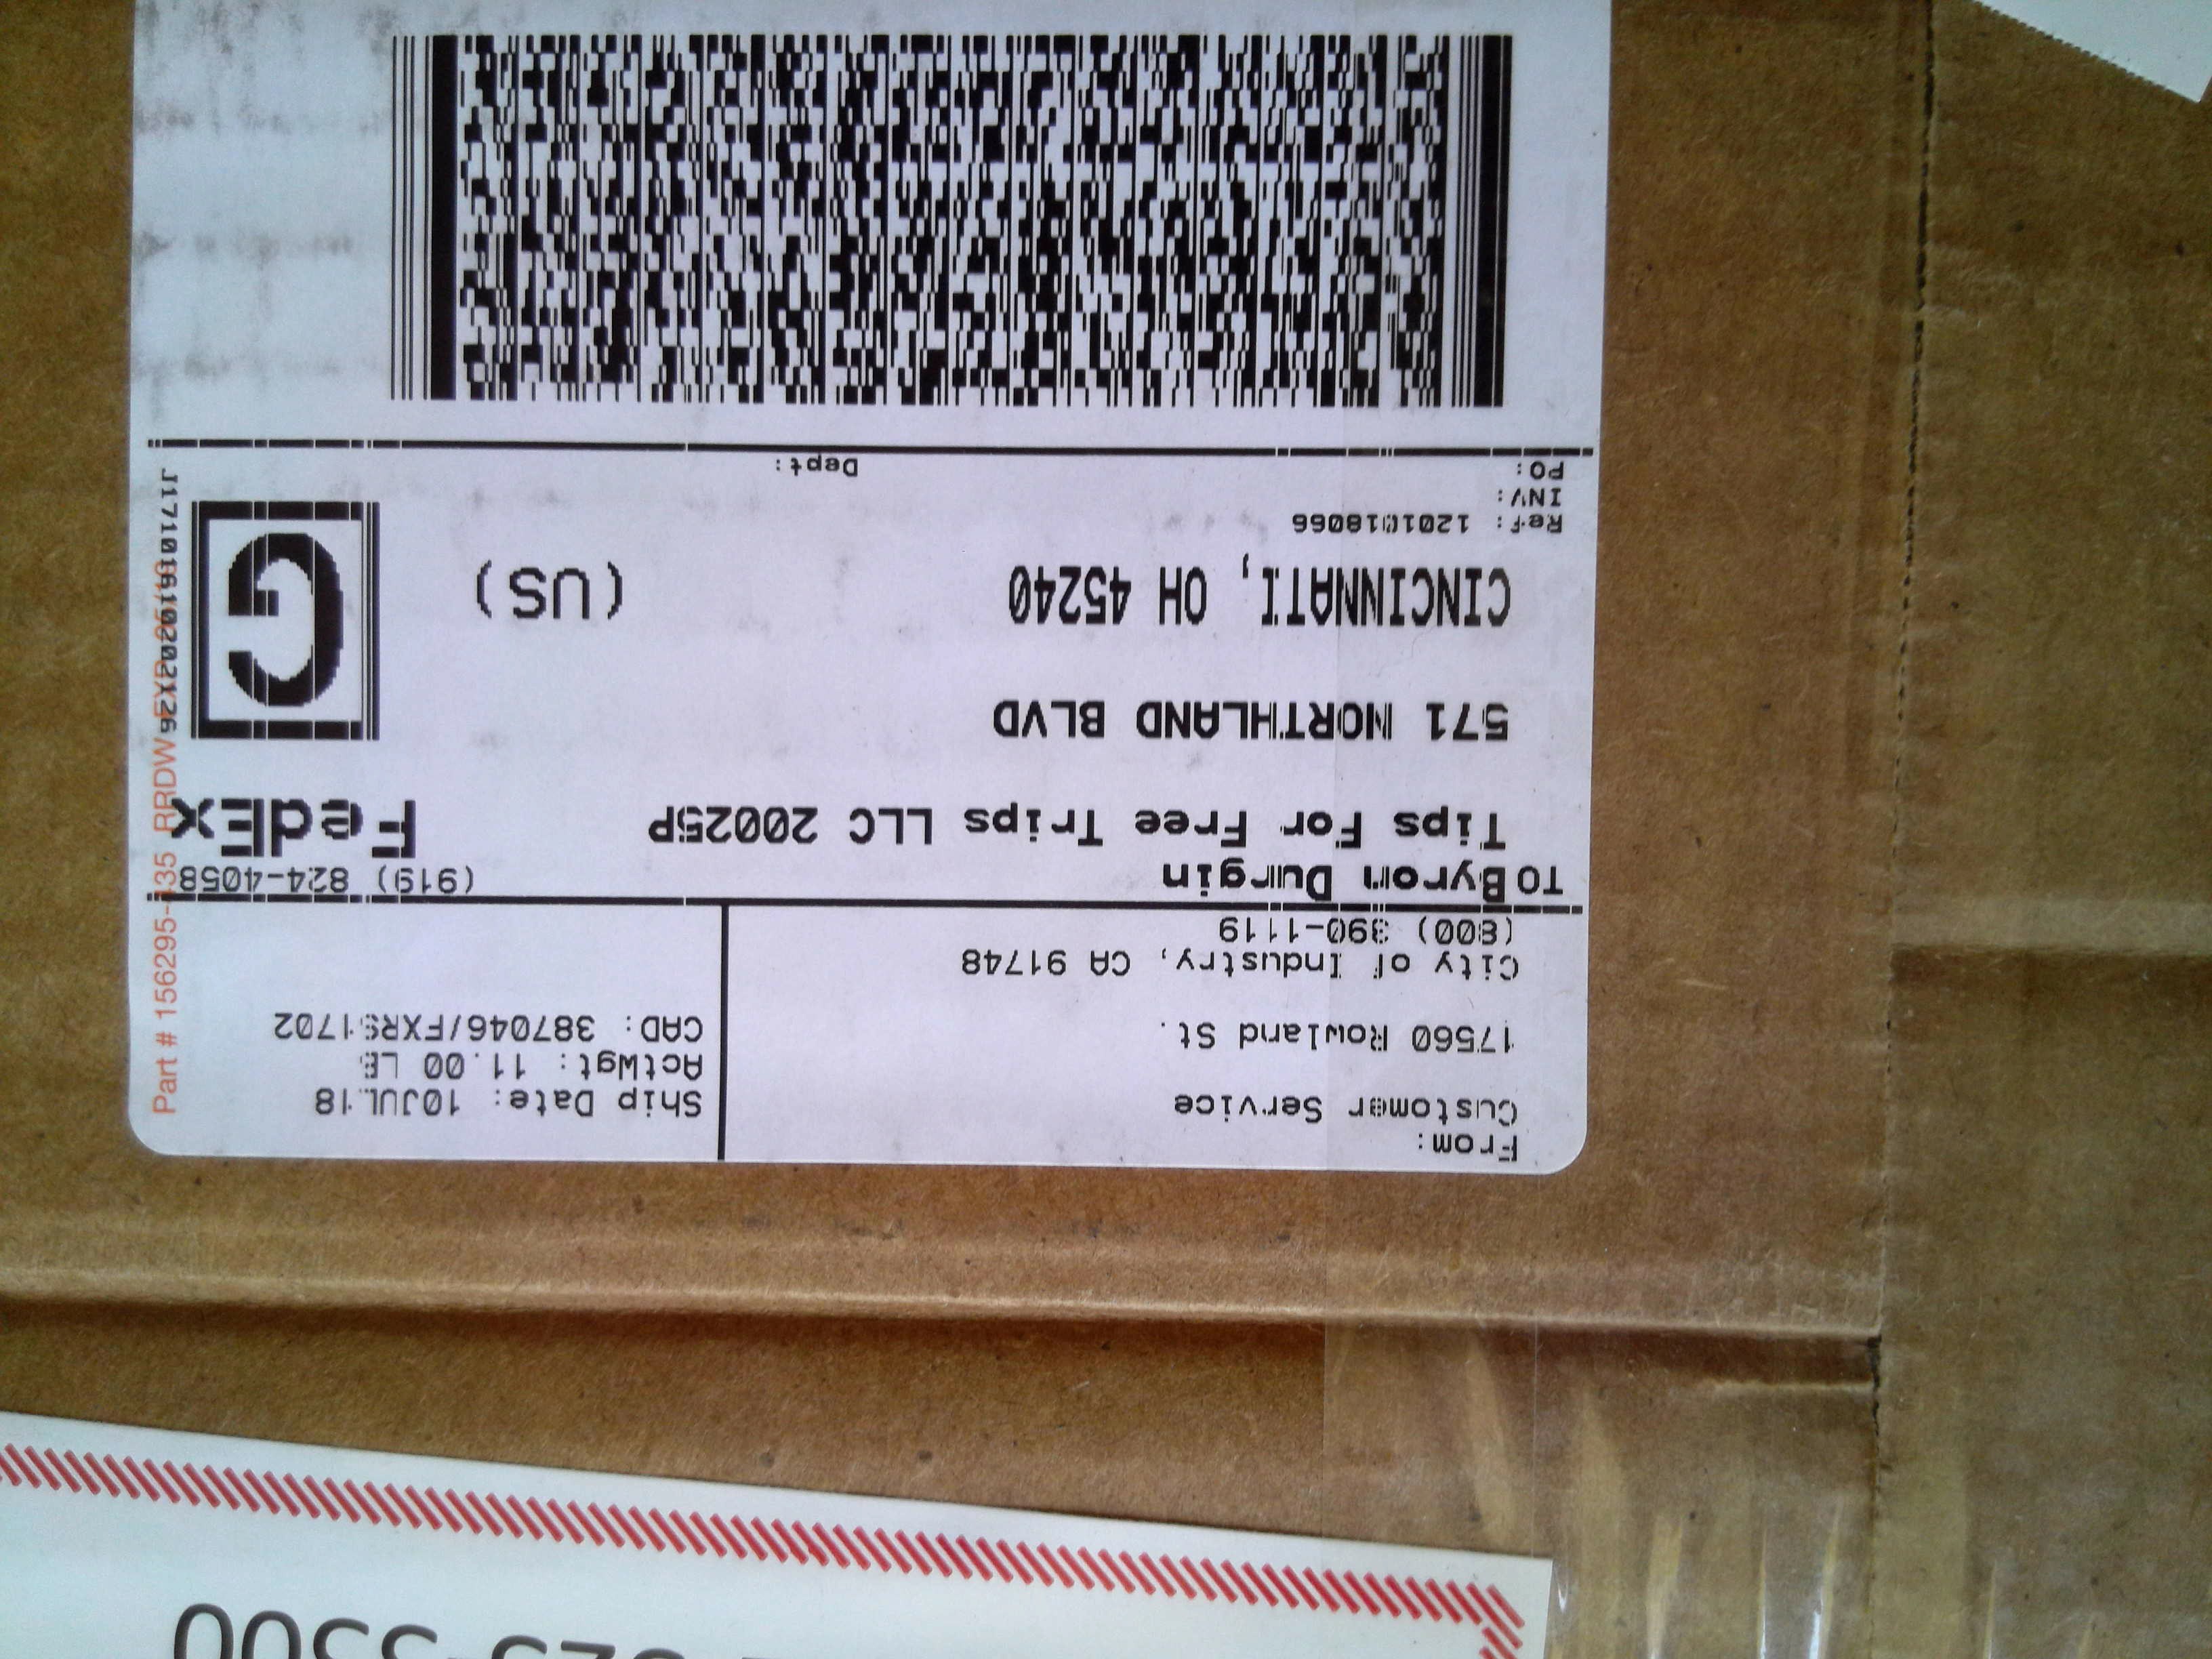 From:
Customer Service
17560 Rowland St.
City of Industry, CA 91748
(800) 390-1119
Ship Date: 10JUL18
ActWgt: 11.00 LB
CAD: 387046/FXRS1702
TO Byron Durgin
(919) 824-4058
Tips For Free Trips LLC 20025P
FedEx
571 NORTHLAND BLVD
CINCINNATI, OH 45240
(US)
G
Ref: 1201018066
INV:
PO:
Dept:
Part # 156295-435 RRDW EXP